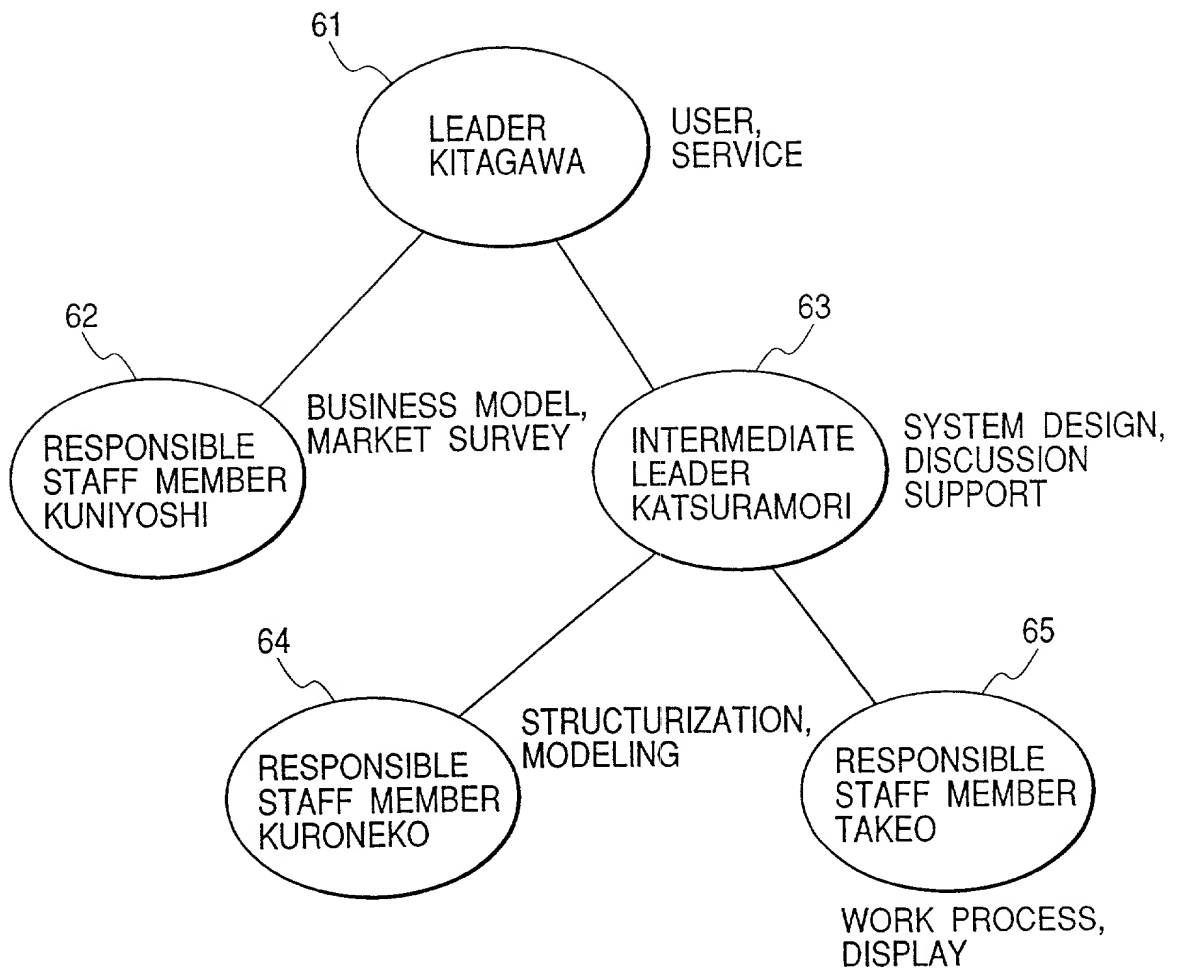 61
LEADER
KITAGAWA
USER,
SERVICE
62
RESPONSIBLE
STAFF MEMBER
KUNIYOSHI
BUSINESS MODEL,
MARKET SURVEY
63
INTERMEDIATE
LEADER
KATSURAMORI
SYSTEM DESIGN,
DISCUSSION
SUPPORT
64
RESPONSIBLE
STAFF MEMBER
KURONEKO
STRUCTURIZATION,
MODELING
65
RESPONSIBLE
STAFF MEMBER
TAKEO
WORK PROCESS,
DISPLAY